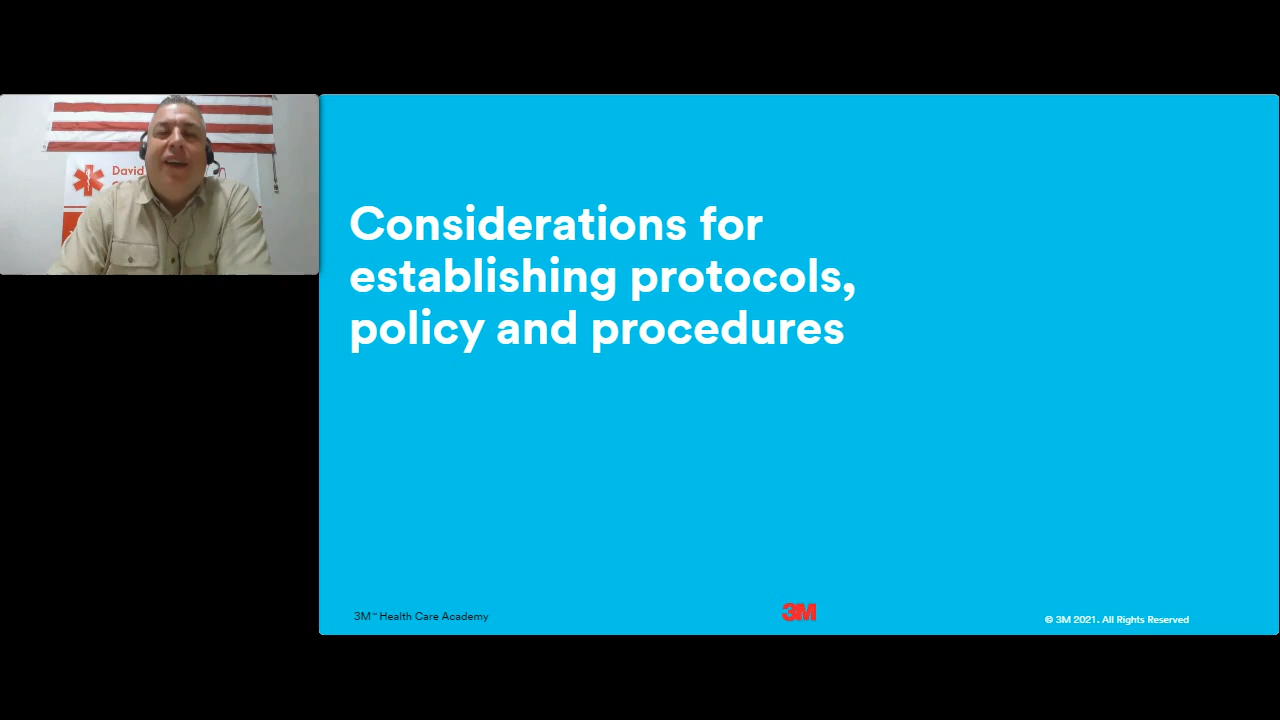 David
Considerations for
establishing protocols,
policy and procedures
3M™ Health Care Academy
3M
© 3M 2021. All Rights Reserved